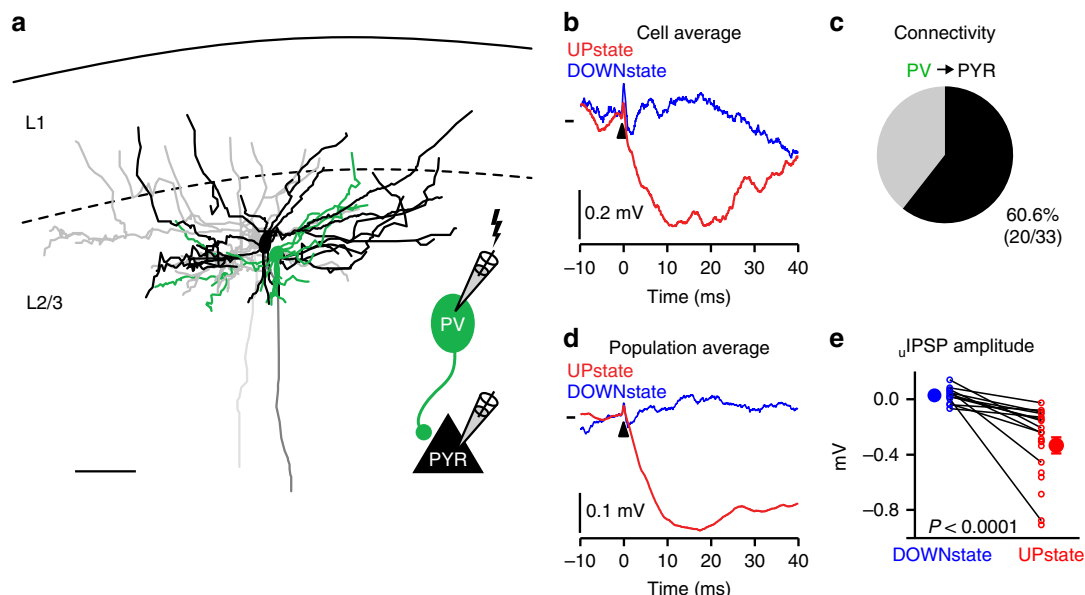 a
L1
L2/3
PV
PYR
b
Cell average
UPstate
DOWNstate
0.2 mV
−10 0 10 20 30 40
Time (ms)
c
Connectivity
PV → PYR
60.6%
(20/33)
d
Population average
UPstate
DOWNstate
0.1 mV
−10 0 10 20 30 40
Time (ms)
e
uIPSP amplitude
0.0
−0.4
−0.8
mV
P < 0.0001
DOWNstate UPstate